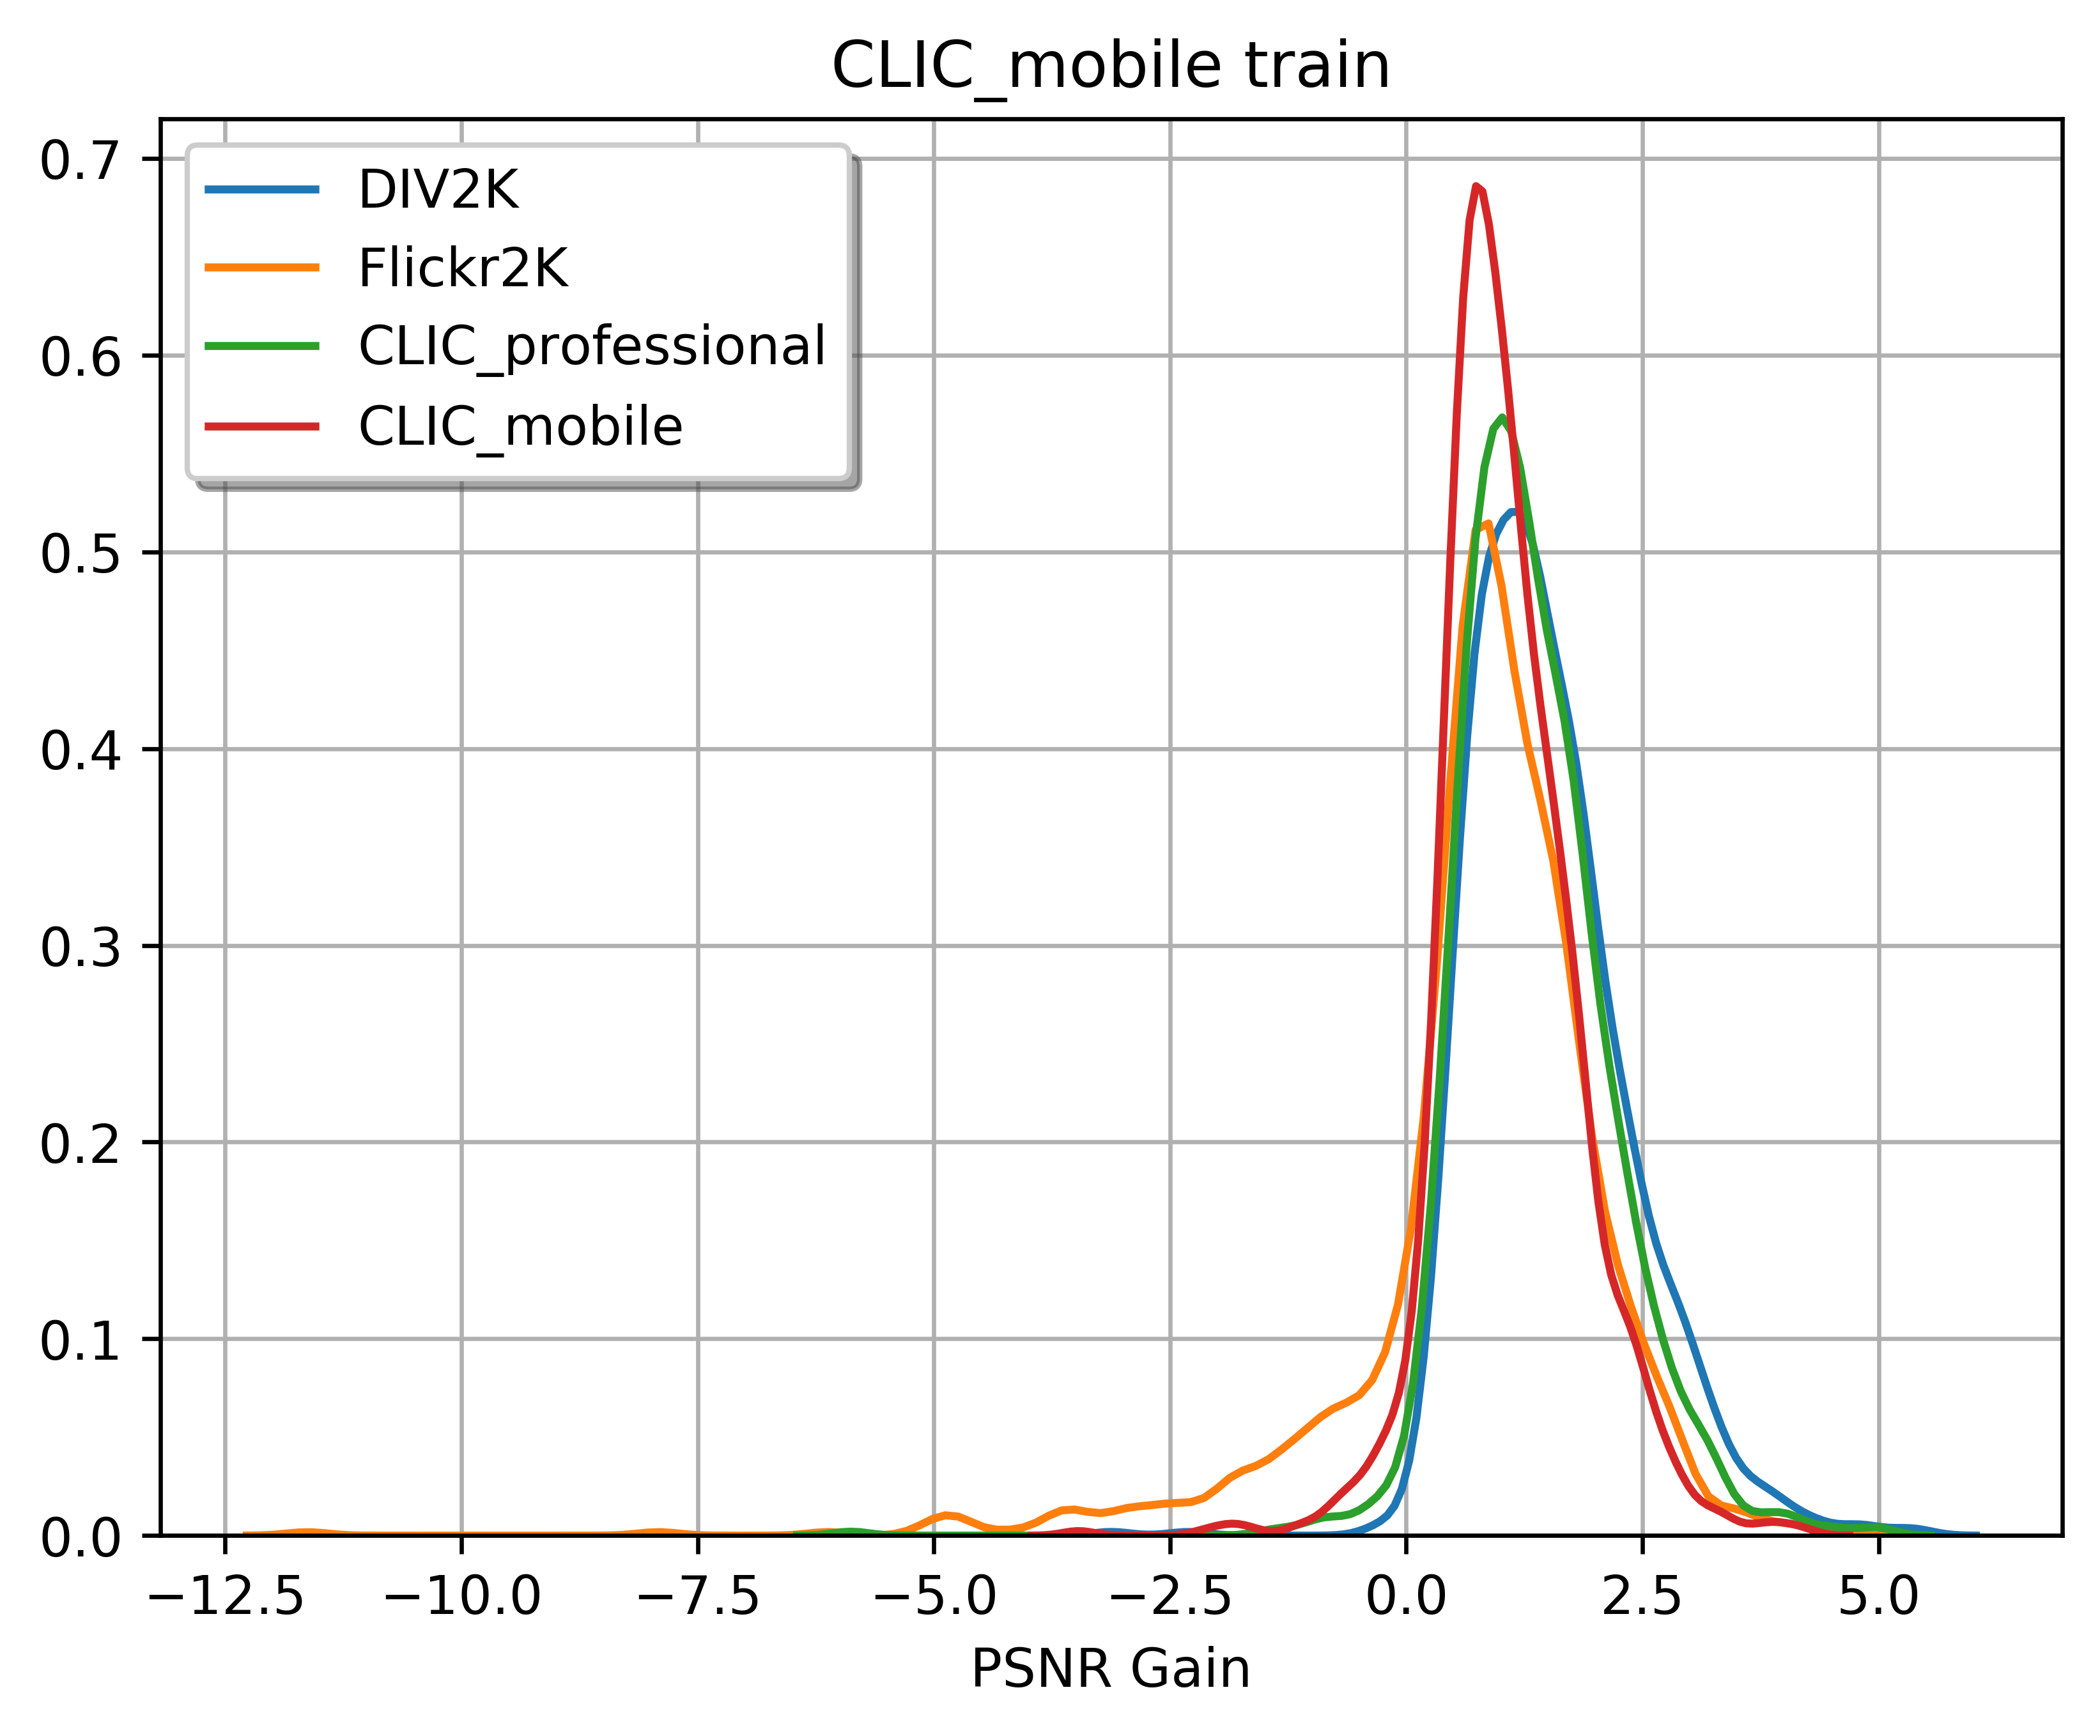 CLIC_mobile train
DIV2K
Flickr2K
CLIC_professional
CLIC_mobile
0.7
0.6
0.5
0.4
0.3
0.2
0.1
0.0
−12.5 −10.0 −7.5 −5.0 −2.5 0.0 2.5 5.0
PSNR Gain